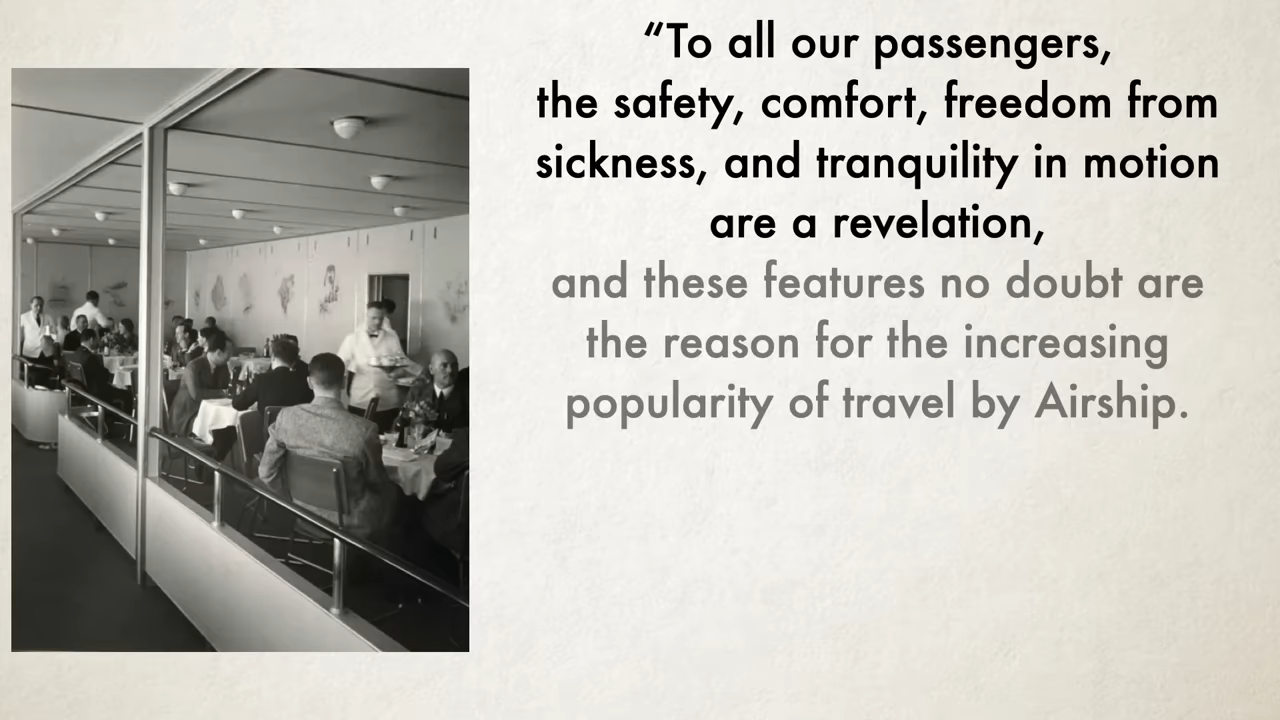 “To all our passengers,
the safety, comfort, freedom from
sickness, and tranquility in motion
are a revelation,
and these features no doubt are
the reason for the increasing
popularity of travel by Airship.